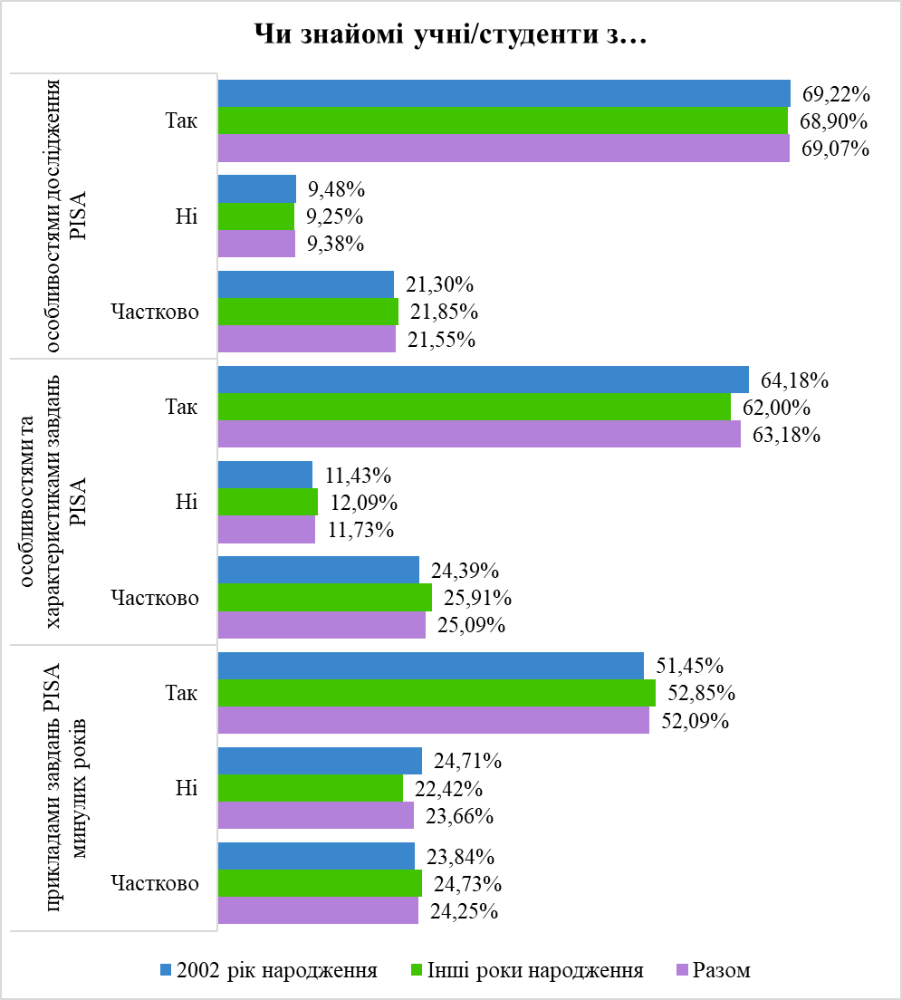 Чи знайомі учні/студенти з…
особливостями дослідження
PISA
Так
69,22%
68,90%
69,07%
Ні
9,48%
9,25%
9,38%
Частково
21,30%
21,85%
21,55%
особливостями та
характеристиками завдань
PISA
Так
64,18%
62,00%
63,18%
Ні
11,43%
12,09%
11,73%
Частково
24,39%
25,91%
25,09%
прикладами завдань PISA
минулих років
Так
51,45%
52,85%
52,09%
Ні
24,71%
22,42%
23,66%
Частково
23,84%
24,73%
24,25%
2002 рік народження
Інші роки народження
Разом